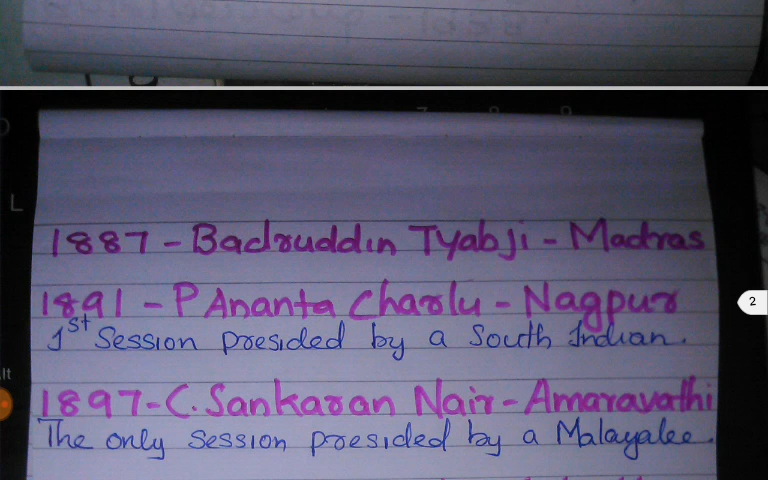 1887 - Badruddin Tyabji - Madras
1891 - P Ananta Charlu - Nagpur
1st Session presided by a South Indian.
1897 - C. Sankaran Nair - Amaravathi
The only session presided by a Malayalee.
2